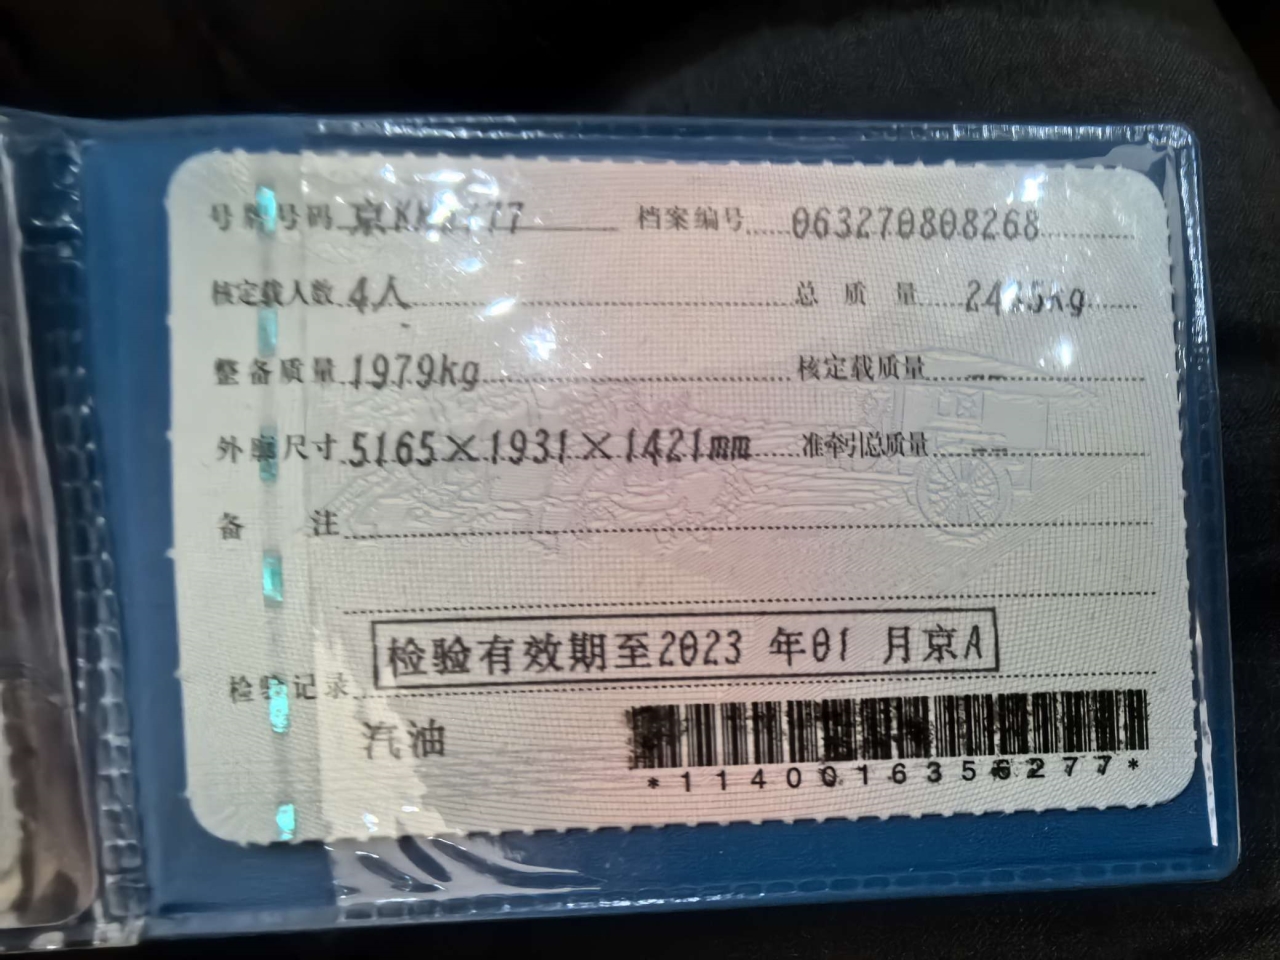 号牌号码 京 77 档案编号 063270808268
核定载人数 4人 总质量
整备质量 1979kg 核定载质量 --
外廓尺寸 5165×1931×1421mm 准牵引总质量 --
备注
检验有效期至2023 年01 月京A
检验记录
汽油
*1140016356277*